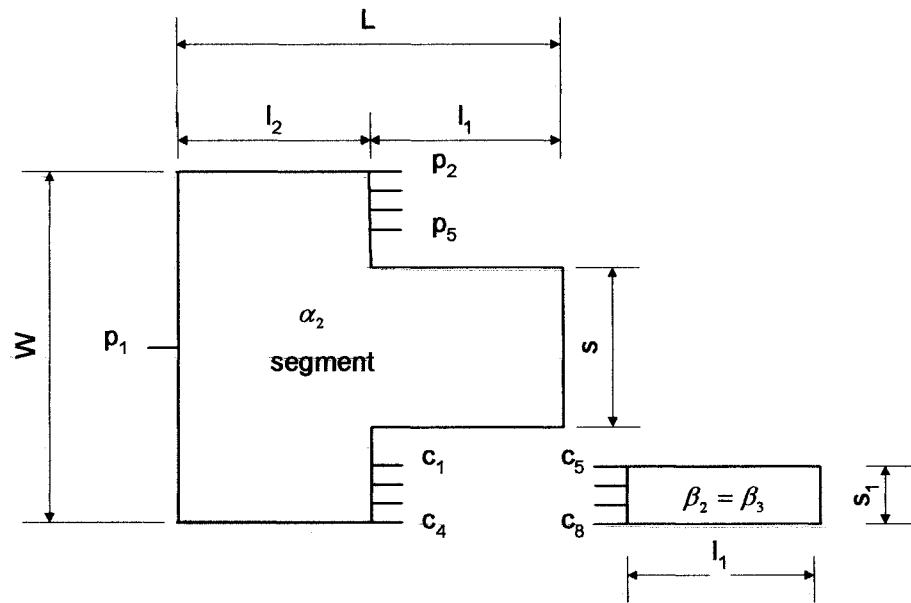 L
l₂ l₁
p₂
p₅
p₁
W
α₂
segment
s
c₁ c₅
c₄ c₈
β₂ = β₃
s₁
l₁